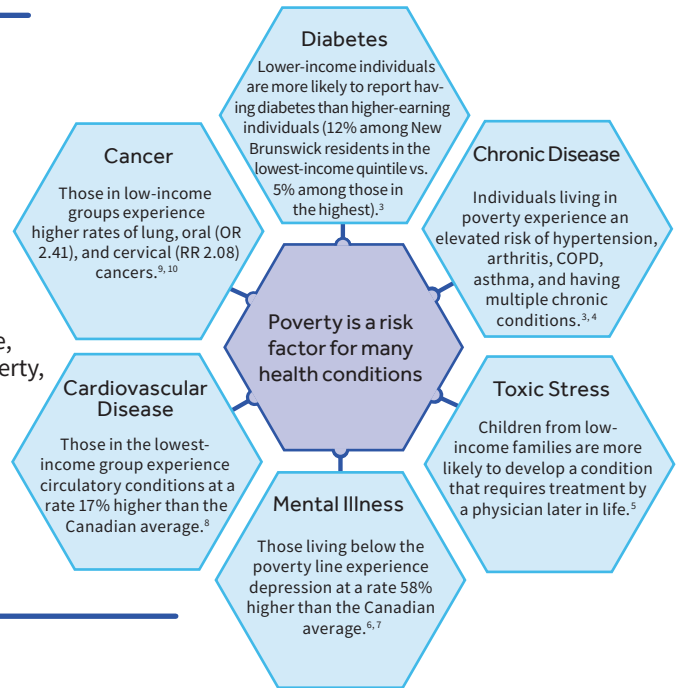 Diabetes
Lower-income individuals
are more likely to report hav-
ing diabetes than higher-earning
individuals (12% among New
Brunswick residents in the
lowest-income quintile vs.
5% among those in
the highest).³
Cancer
Those in low-income
groups experience
higher rates of lung, oral (OR
2.41), and cervical (RR 2.08)
cancers.⁹,¹⁰
Chronic Disease
Individuals living in
poverty experience an
elevated risk of hypertension,
arthritis, COPD,
asthma, and having
multiple chronic
conditions.³,⁴
Poverty is a risk
factor for many
health conditions
e,
erty,
Cardiovascular
Disease
Those in the lowest-
income group experience
circulatory conditions at a
rate 17% higher than the
Canadian average.⁸
Toxic Stress
Children from low-
income families are more
likely to develop a condition
that requires treatment by
a physician later in life.⁵
Mental Illness
Those living below the
poverty line experience
depression at a rate 58%
higher than the Canadian
average.⁶,⁷